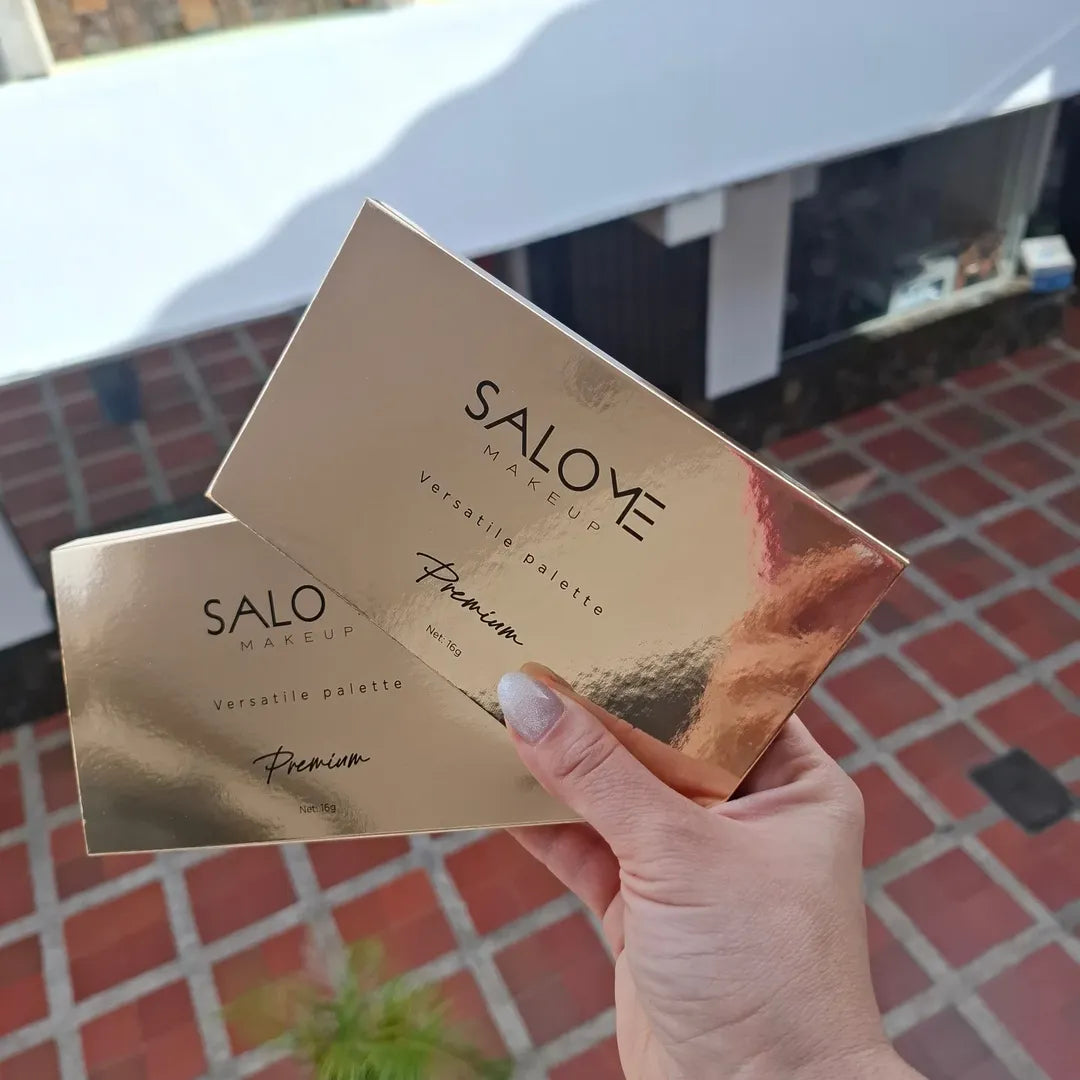 SALOME
MAKEUP
Versatile palette
Premium
Net: 16g
SALO
MAKEUP
Versatile palette
Premium
Net: 16g